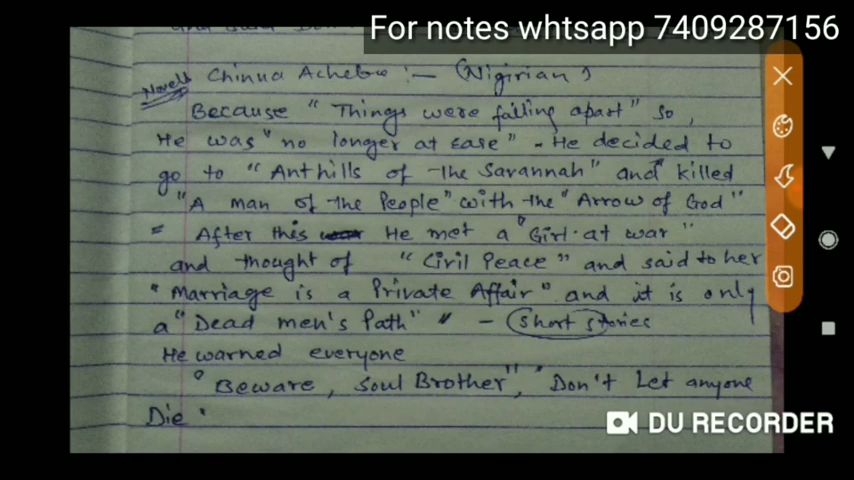 For notes whtsapp 7409287156
Novels Chinua Achebe :- (Nigirian)
Because "Things were falling apart" so,
He was "no longer at ease" - He decided to
go to "Anthills of the Savannah" and killed
"A man of the People" with the "Arrow of God"
After this He met a "Girl at war"
and thought of "Civil Peace" and said to her
"Marriage is a Private Affair" and it is only
a "Dead men's Path" - short stories
He warned everyone
"Beware, Soul Brother", "Don't Let anyone
Die"
DU RECORDER